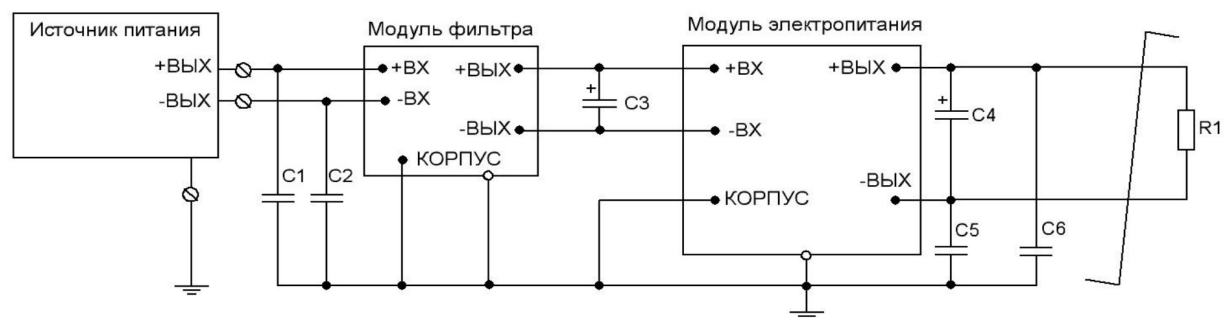 Источник питания
+ВЫХ
-ВЫХ
Модуль фильтра
+ВХ
-ВХ
+ВЫХ
-ВЫХ
КОРПУС
C1
C2
+
C3
Модуль электропитания
+ВХ
-ВХ
КОРПУС
+ВЫХ
-ВЫХ
+
C4
C5
C6
R1